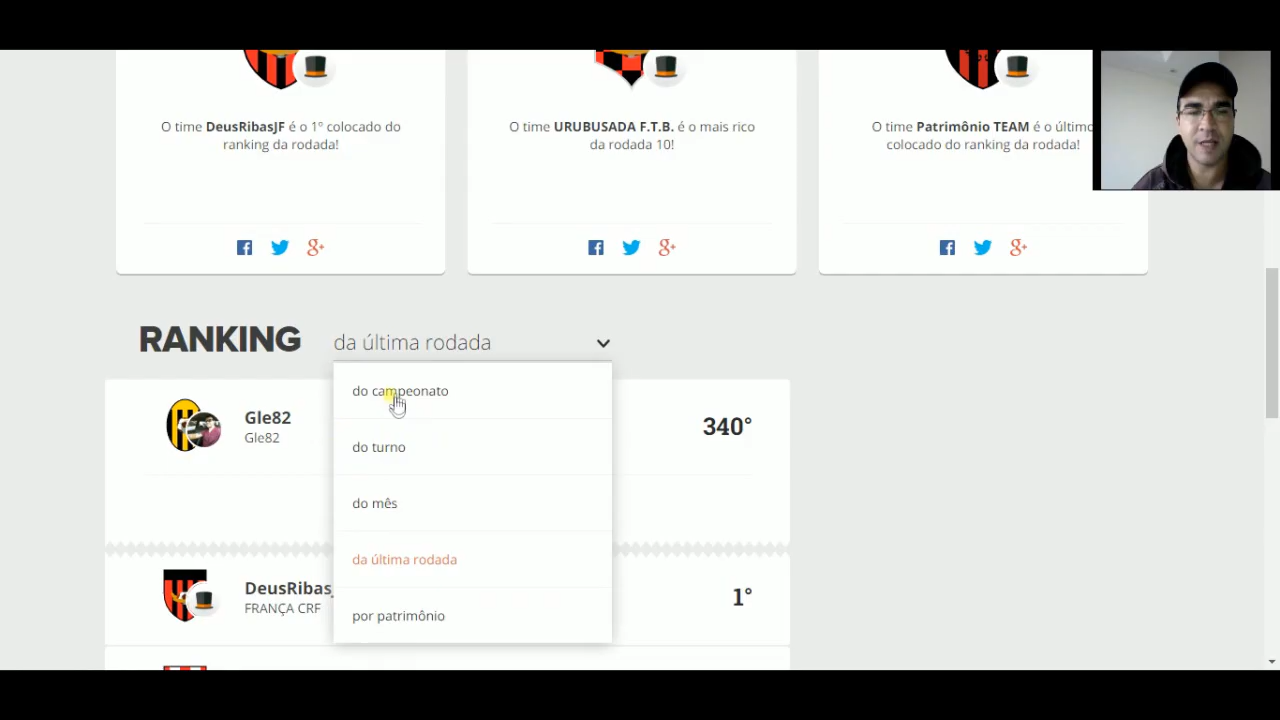 O time DeusRibasJF é o 1º colocado do
ranking da rodada!
O time URUBUSADA F.T.B. é o mais rico
da rodada 10!
O time Patrimônio TEAM é o último
colocado do ranking da rodada!
g+
g+
g+
RANKING
da última rodada
do campeonato
do turno
do mês
da última rodada
por patrimônio
Gle82
Gle82
340°
DeusRibas
FRANÇA CRF
1°